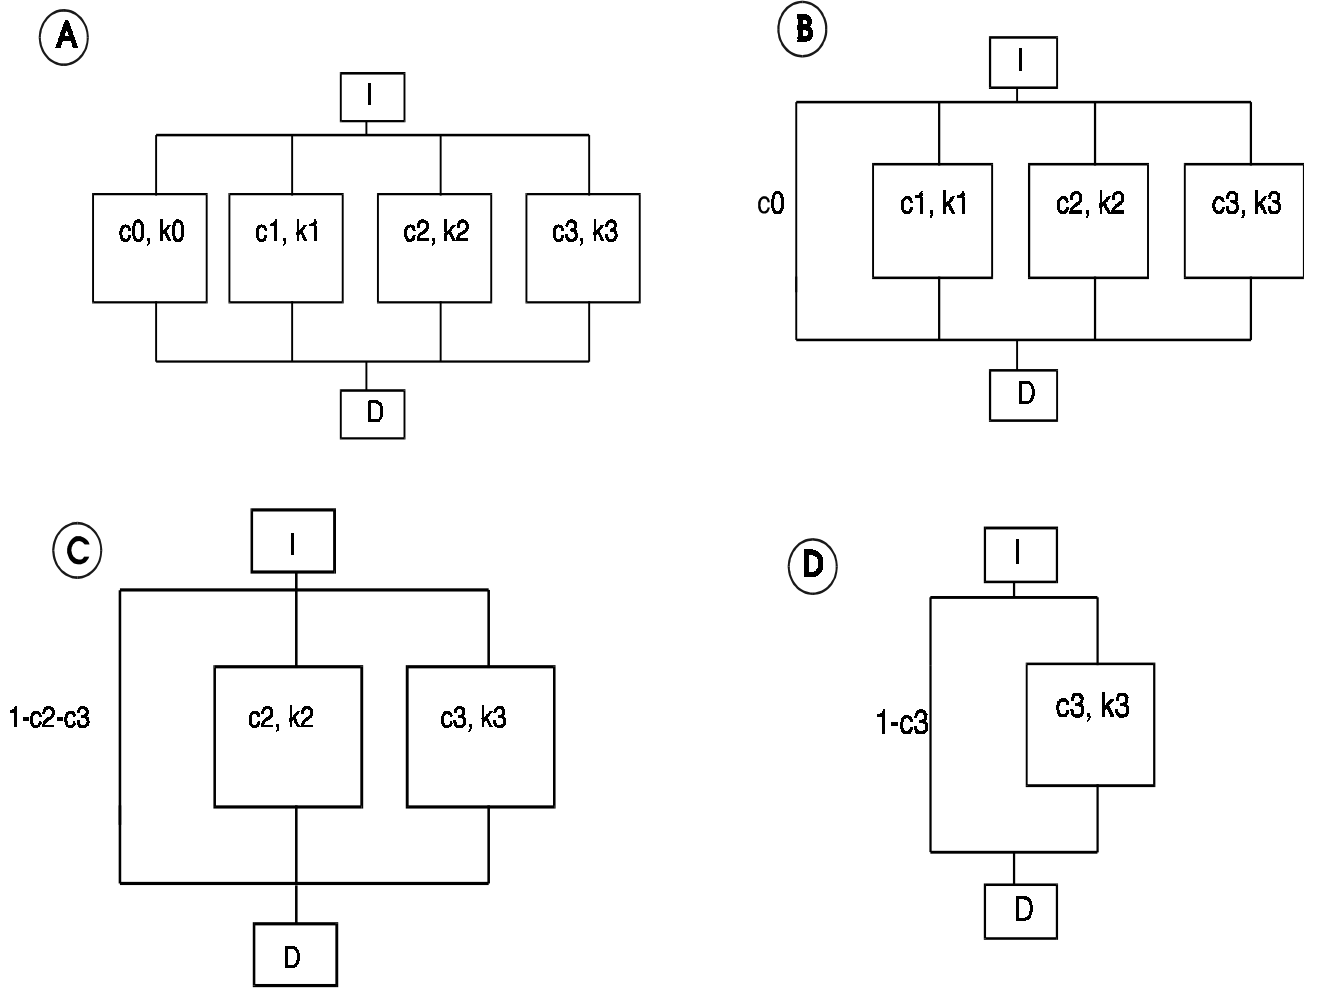 A
I
c0, k0 c1, k1 c2, k2 c3, k3
D
B
I
c0 c1, k1 c2, k2 c3, k3
D
C
I
1-c2-c3 c2, k2 c3, k3
D
D
I
1-c3 c3, k3
D